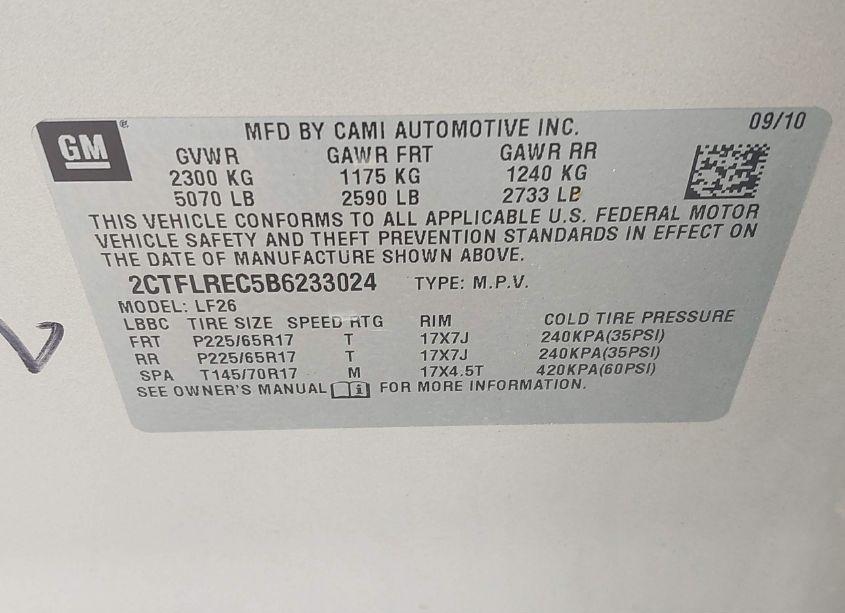 GM®
MFD BY CAMI AUTOMOTIVE INC. 09/10
GVWR GAWR FRT GAWR RR
2300 KG 1175 KG 1240 KG
5070 LB 2590 LB 2733 LB
THIS VEHICLE CONFORMS TO ALL APPLICABLE U.S. FEDERAL MOTOR
VEHICLE SAFETY AND THEFT PREVENTION STANDARDS IN EFFECT ON
THE DATE OF MANUFACTURE SHOWN ABOVE.
2CTFLREC5B6233024 TYPE: M.P.V.
MODEL: LF26
LBBC TIRE SIZE SPEED RTG RIM COLD TIRE PRESSURE
FRT P225/65R17 T 17X7J 240KPA(35PSI)
RR P225/65R17 T 17X7J 240KPA(35PSI)
SPA T145/70R17 M 17X4.5T 420KPA(60PSI)
SEE OWNER'S MANUAL FOR MORE INFORMATION.